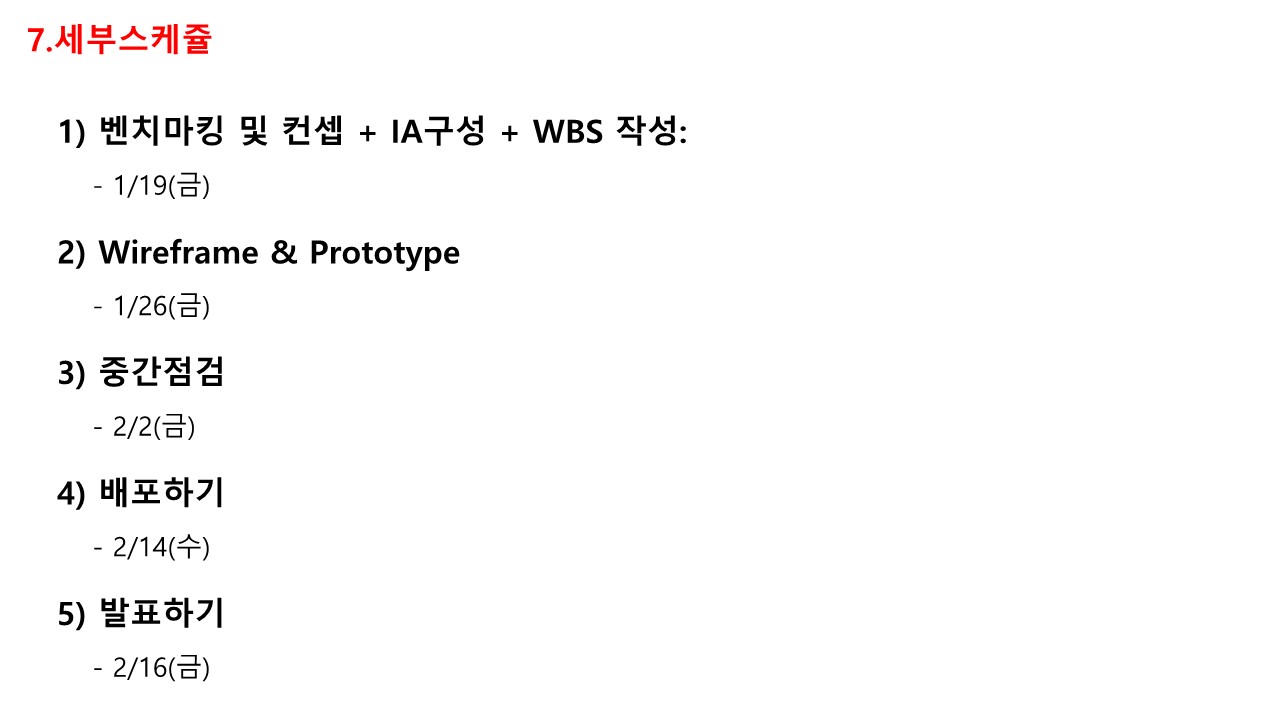 7.세부스케쥴
1) 벤치마킹 및 컨셉 + IA구성 + WBS 작성:
- 1/19(금)
2) Wireframe & Prototype
- 1/26(금)
3) 중간점검
- 2/2(금)
4) 배포하기
- 2/14(수)
5) 발표하기
- 2/16(금)